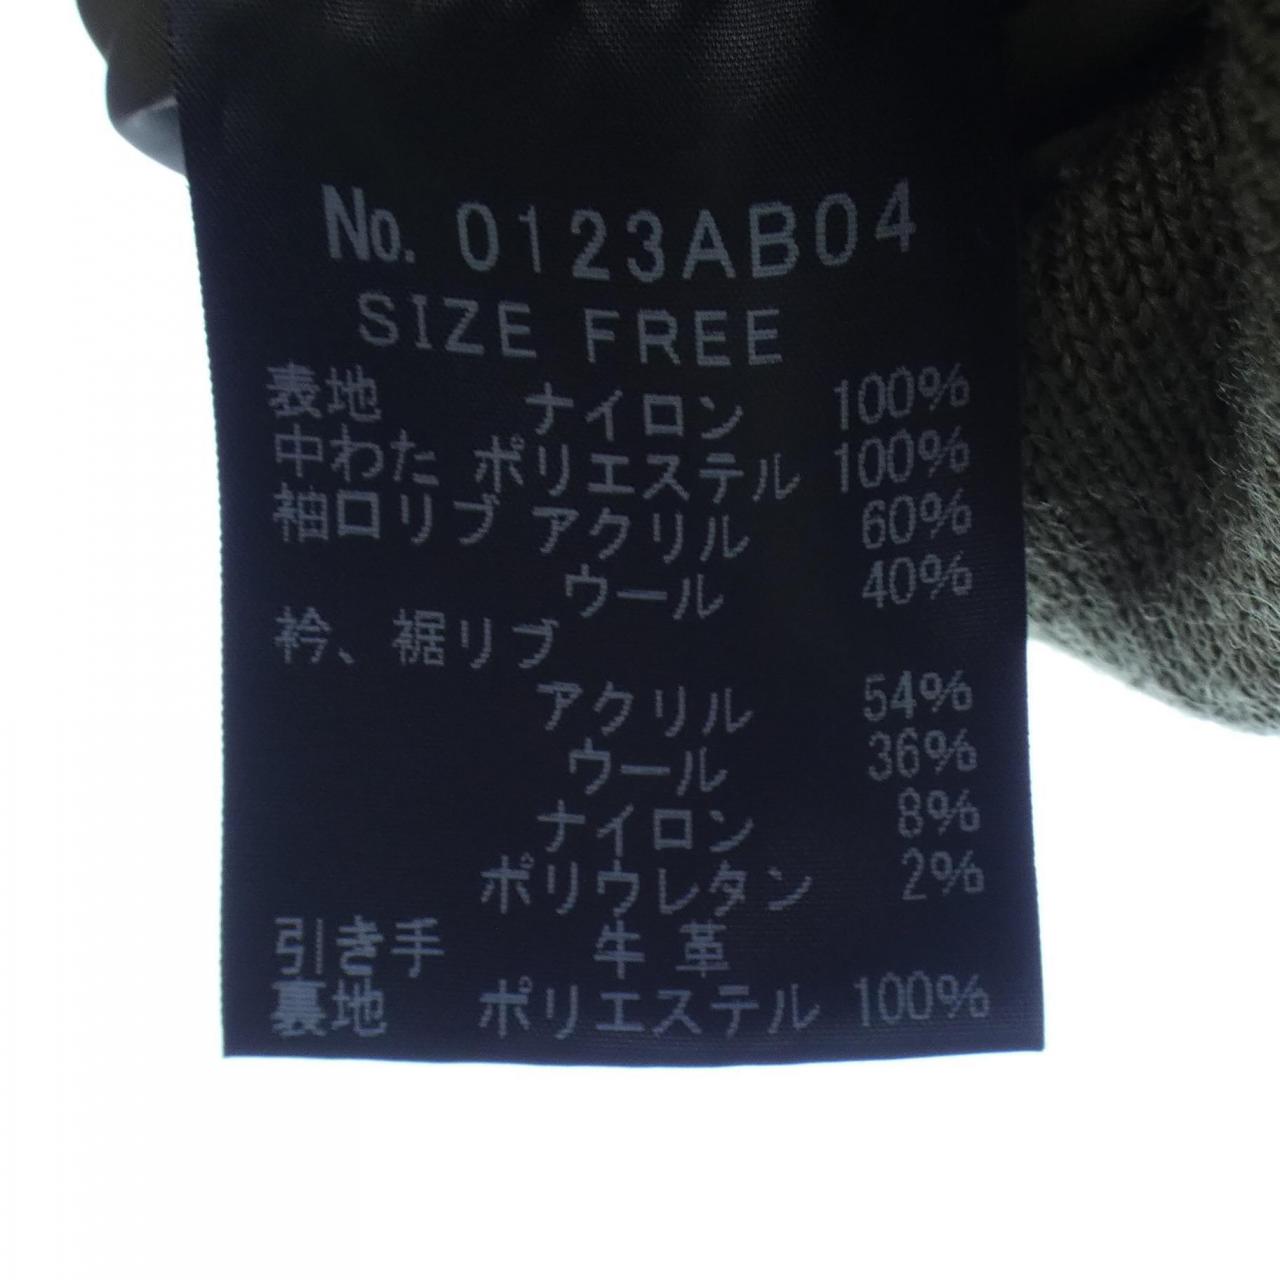 No. 0123AB04
SIZE FREE
表地 ナイロン 100%
中わた ポリエステル 100%
袖口リブ アクリル 60%
ウール 40%
衿、裾リブ
アクリル 54%
ウール 36%
ナイロン 8%
ポリウレタン 2%
引き手 牛革
裏地 ポリエステル 100%